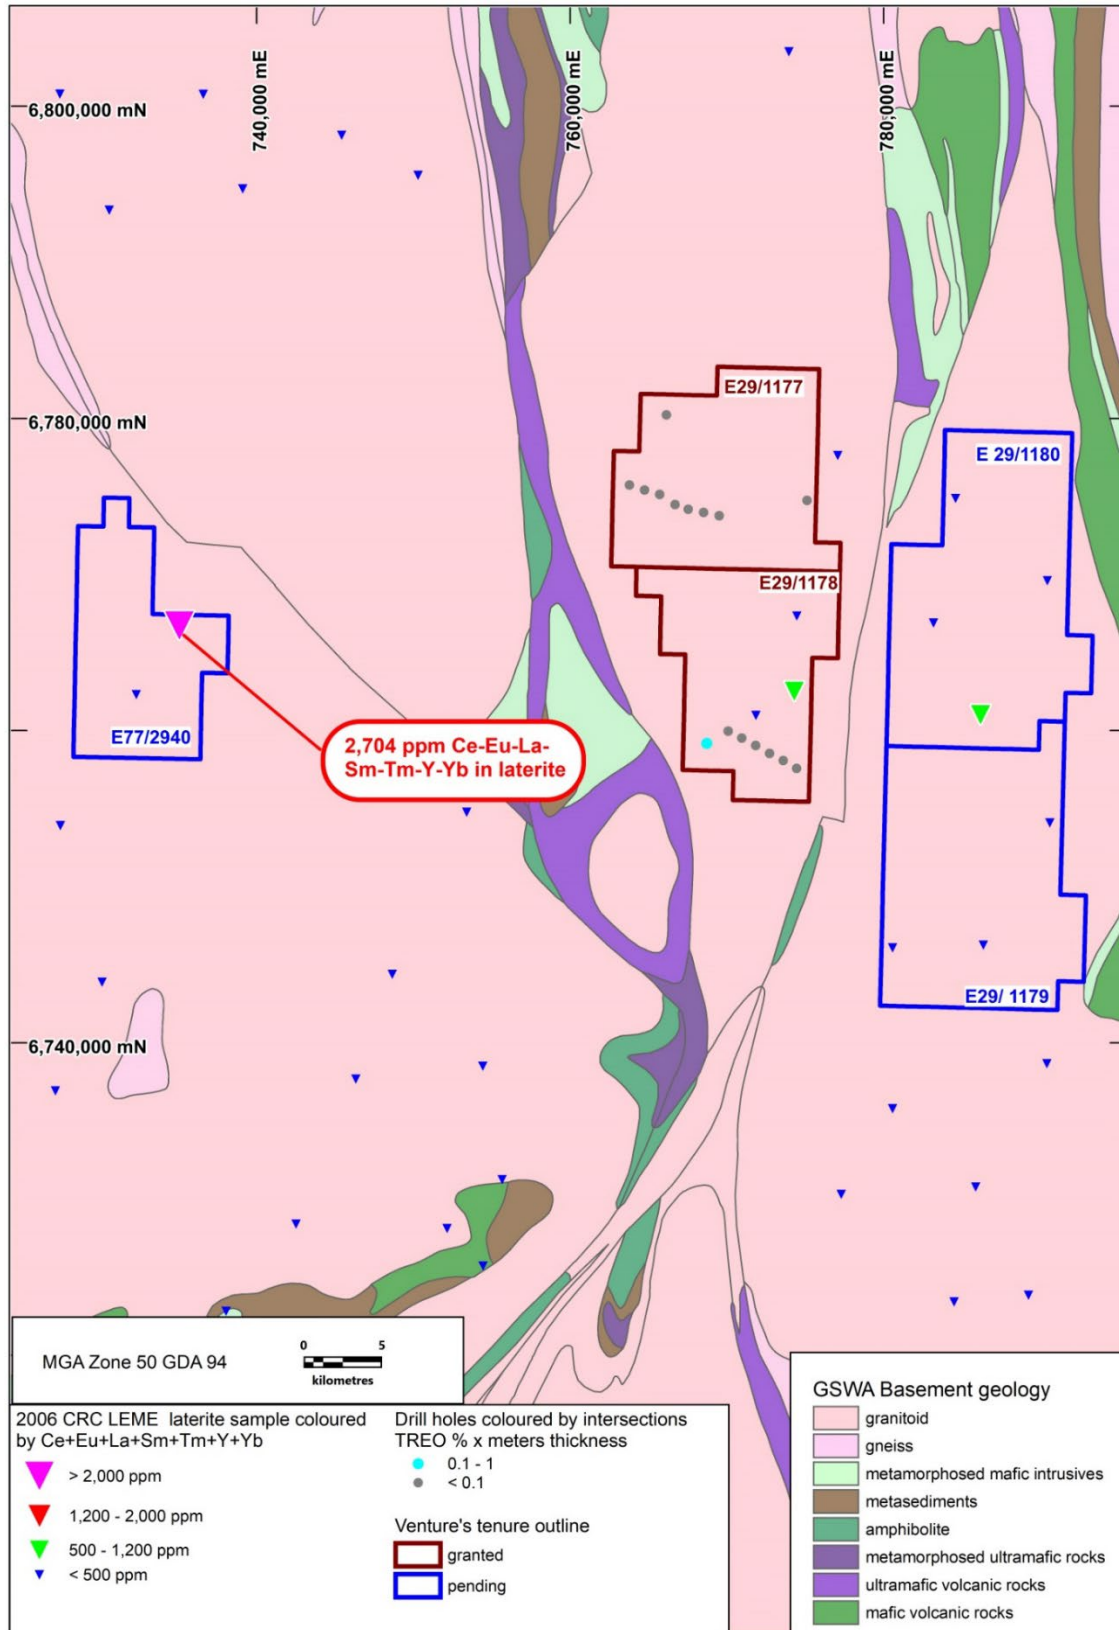 740,000 mE
760,000 mE
780,000 mE
6,800,000 mN
6,780,000 mN
6,740,000 mN
E29/1177
E 29/1180
E29/1178
E77/2940
2,704 ppm Ce-Eu-La-
Sm-Tm-Y-Yb in laterite
E29/ 1179
MGA Zone 50 GDA 94
0 5
kilometres
2006 CRC LEME laterite sample coloured
by Ce+Eu+La+Sm+Tm+Y+Yb
> 2,000 ppm
1,200 - 2,000 ppm
500 - 1,200 ppm
< 500 ppm
Drill holes coloured by intersections
TREO % x meters thickness
0.1 - 1
< 0.1
Venture's tenure outline
granted
pending
GSWA Basement geology
granitoid
gneiss
metamorphosed mafic intrusives
metasediments
amphibolite
metamorphosed ultramafic rocks
ultramafic volcanic rocks
mafic volcanic rocks